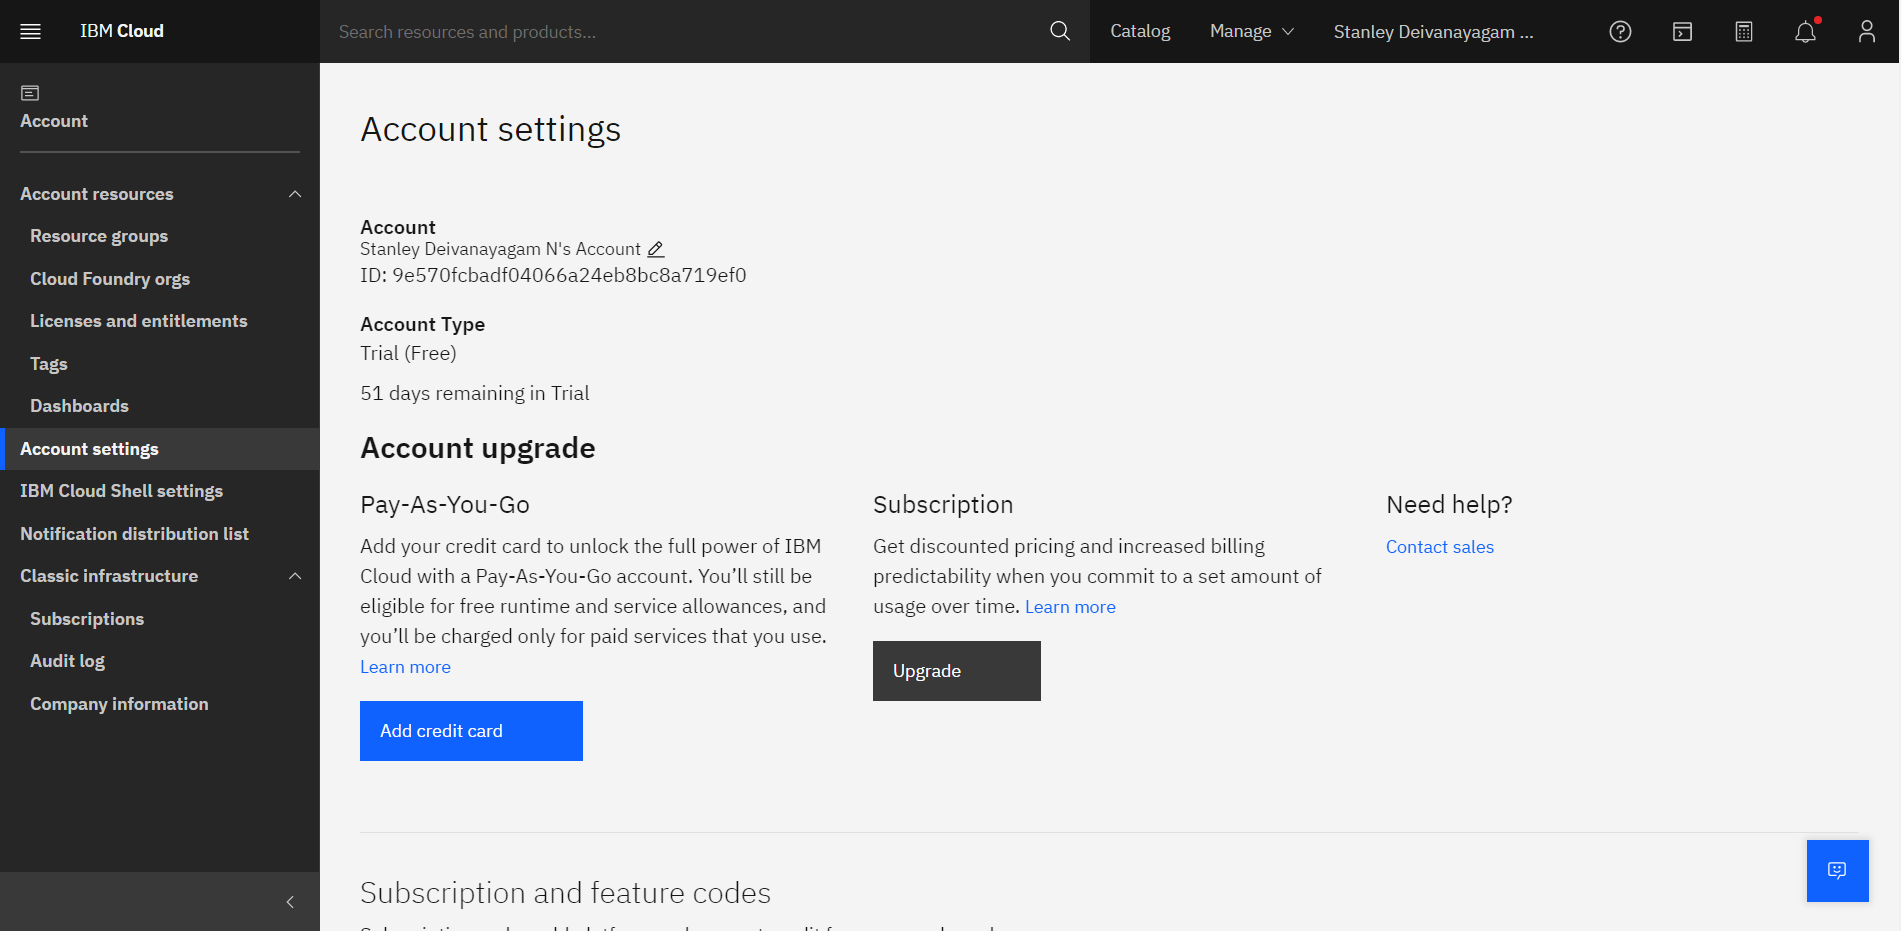 IBM Cloud
Search resources and products...
Catalog
Manage
Stanley Deivanayagam ...
Account
Account resources
Resource groups
Cloud Foundry orgs
Licenses and entitlements
Tags
Dashboards
Account settings
IBM Cloud Shell settings
Notification distribution list
Classic infrastructure
Subscriptions
Audit log
Company information
Account settings
Account
Stanley Deivanayagam N's Account
ID: 9e570fcbadf04066a24eb8bc8a719ef0
Account Type
Trial (Free)
51 days remaining in Trial
Account upgrade
Pay-As-You-Go
Add your credit card to unlock the full power of IBM
Cloud with a Pay-As-You-Go account. You’ll still be
eligible for free runtime and service allowances, and
you’ll be charged only for paid services that you use.
Learn more
Add credit card
Subscription
Get discounted pricing and increased billing
predictability when you commit to a set amount of
usage over time. Learn more
Upgrade
Need help?
Contact sales
Subscription and feature codes